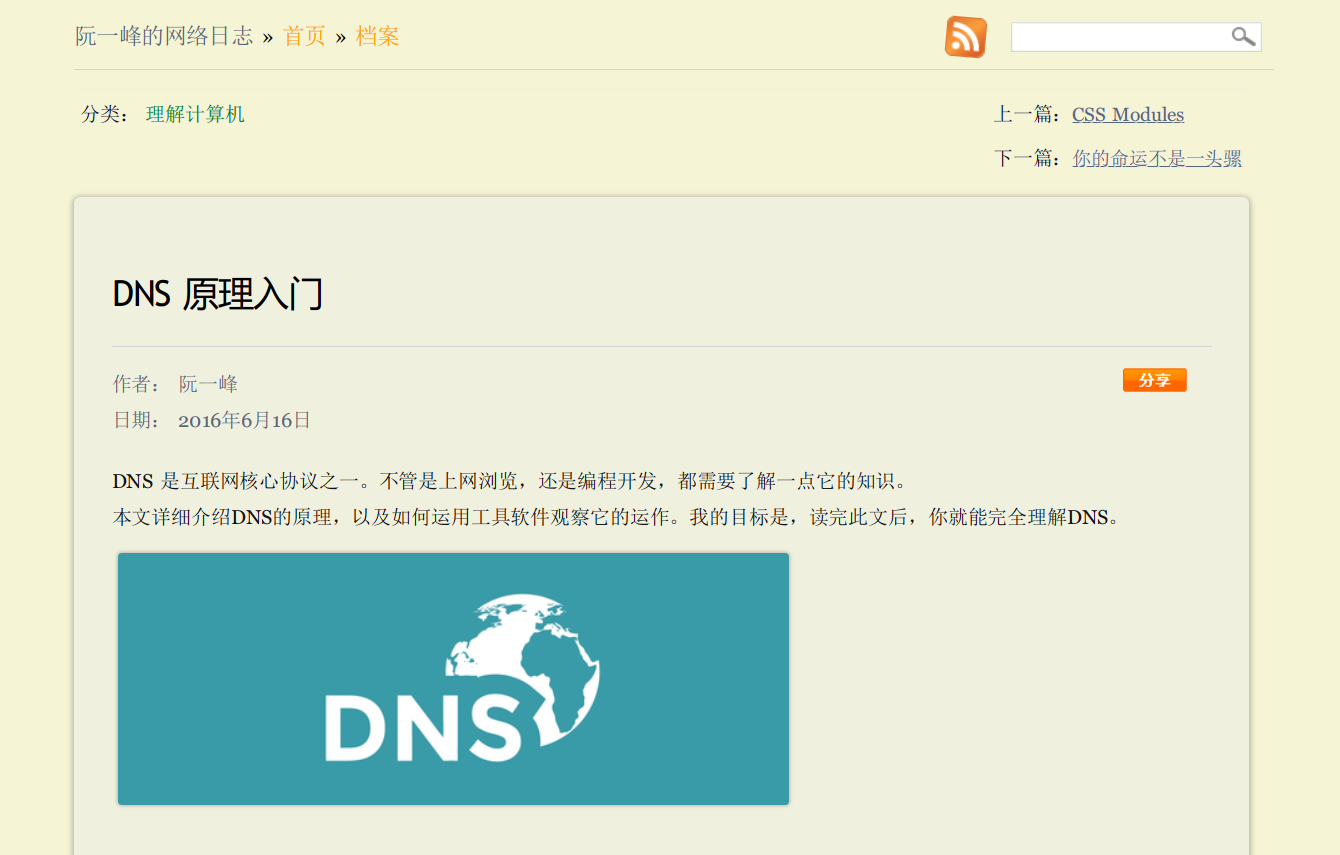 阮一峰的网络日志 » 首页 » 档案
分类： 理解计算机
上一篇：CSS Modules
下一篇：你的命运不是一头骡
DNS 原理入门
作者： 阮一峰
分享
日期： 2016年6月16日
DNS 是互联网核心协议之一。不管是上网浏览，还是编程开发，都需要了解一点它的知识。
本文详细介绍DNS的原理，以及如何运用工具软件观察它的运作。我的目标是，读完此文后，你就能完全理解DNS。
DNS